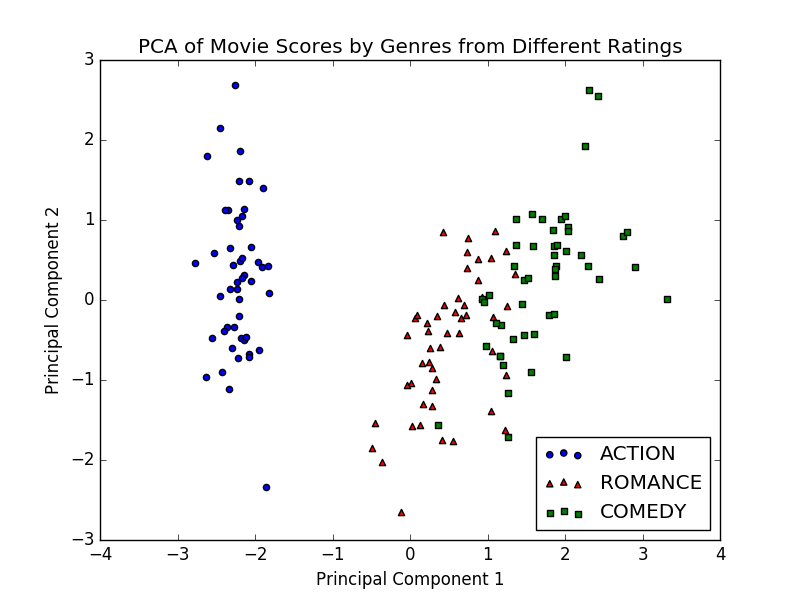 PCA of Movie Scores by Genres from Different Ratings
3
2
1
0
−1
−2
−3
Principal Component 2
ACTION
ROMANCE
COMEDY
−4 −3 −2 −1 0 1 2 3 4
Principal Component 1